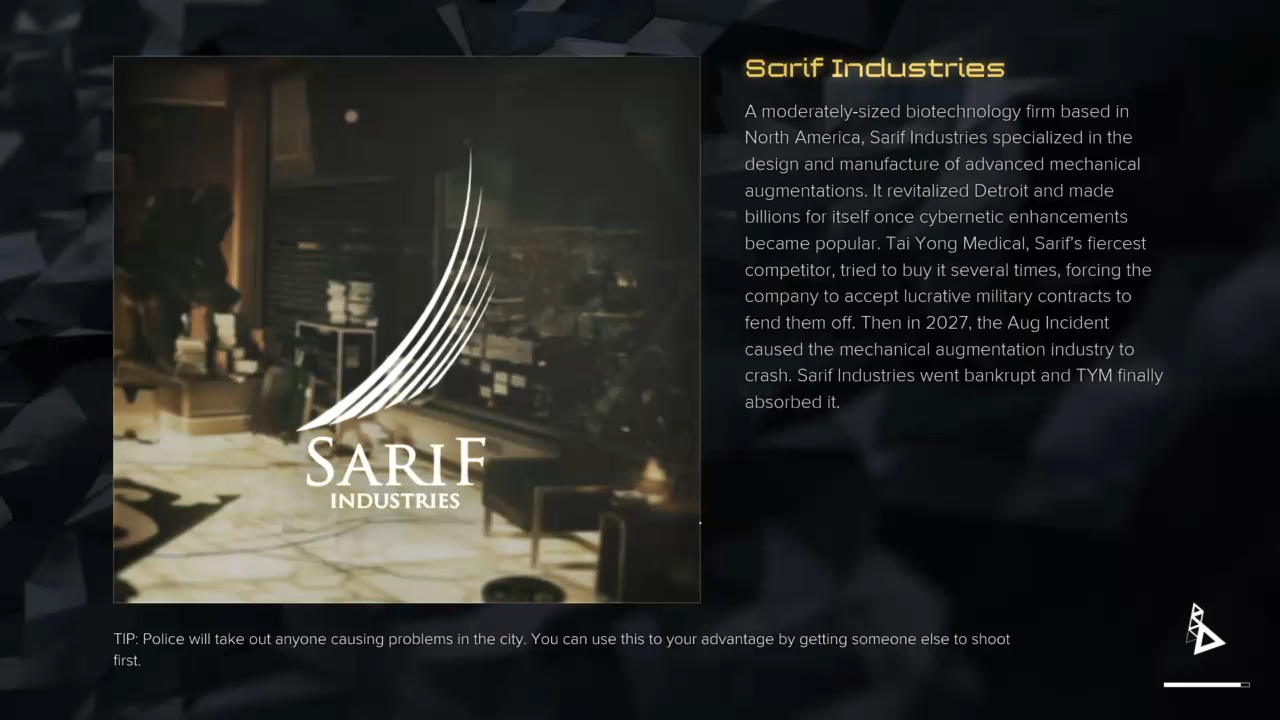 Sarif Industries
A moderately-sized biotechnology firm based in
North America, Sarif Industries specialized in the
design and manufacture of advanced mechanical
augmentations. It revitalized Detroit and made
billions for itself once cybernetic enhancements
became popular. Tai Yong Medical, Sarif’s fiercest
competitor, tried to buy it several times, forcing the
company to accept lucrative military contracts to
fend them off. Then in 2027, the Aug Incident
caused the mechanical augmentation industry to
crash. Sarif Industries went bankrupt and TYM finally
absorbed it.
SARIF
INDUSTRIES
TIP: Police will take out anyone causing problems in the city. You can use this to your advantage by getting someone else to shoot
first.